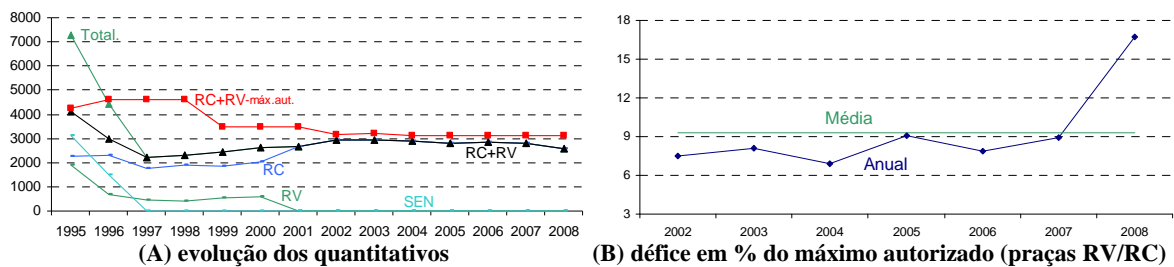 8000
7000
6000
5000
4000
3000
2000
1000
0
Total.
RC+RV-máx.aut.
RC+RV
RC
RV
SEN
1995 1996 1997 1998 1999 2000 2001 2002 2003 2004 2005 2006 2007 2008
(A) evolução dos quantitativos
18
15
12
9
6
3
Média
Anual
2002 2003 2004 2005 2006 2007 2008
(B) défice em % do máximo autorizado (praças RV/RC)